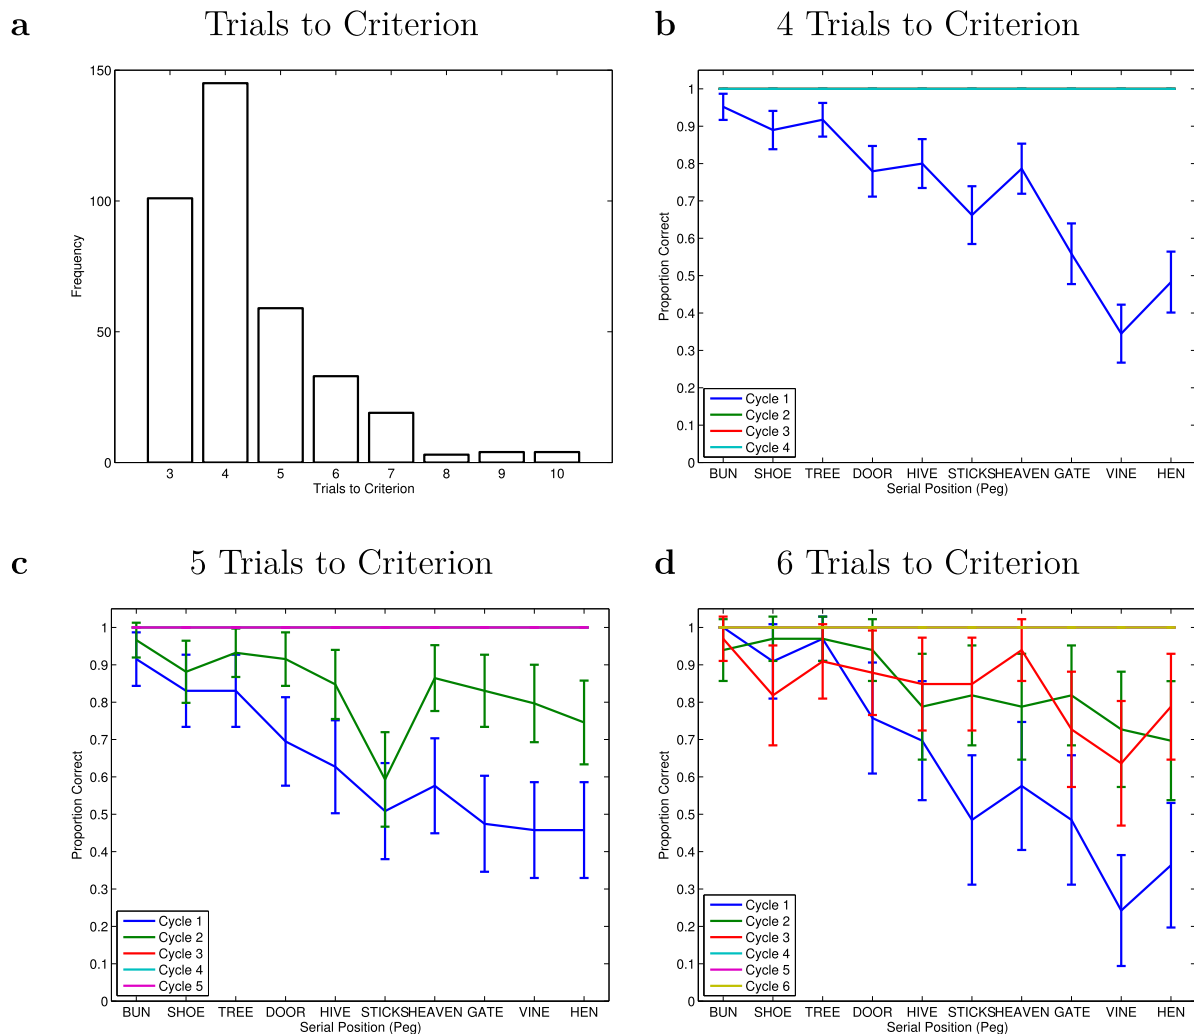 a
Trials to Criterion
150
100
50
0
Frequency
3 4 5 6 7 8 9 10
Trials to Criterion
b
4 Trials to Criterion
1
0.9
0.8
0.7
0.6
0.5
0.4
0.3
0.2
0.1
0
Proportion Correct
Cycle 1
Cycle 2
Cycle 3
Cycle 4
BUN SHOE TREE DOOR HIVE STICKS HEAVEN GATE VINE HEN
Serial Position (Peg)
c
5 Trials to Criterion
1
0.9
0.8
0.7
0.6
0.5
0.4
0.3
0.2
0.1
0
Proportion Correct
Cycle 1
Cycle 2
Cycle 3
Cycle 4
Cycle 5
BUN SHOE TREE DOOR HIVE STICKS HEAVEN GATE VINE HEN
Serial Position (Peg)
d
6 Trials to Criterion
1
0.9
0.8
0.7
0.6
0.5
0.4
0.3
0.2
0.1
0
Proportion Correct
Cycle 1
Cycle 2
Cycle 3
Cycle 4
Cycle 5
Cycle 6
BUN SHOE TREE DOOR HIVE STICKS HEAVEN GATE VINE HEN
Serial Position (Peg)